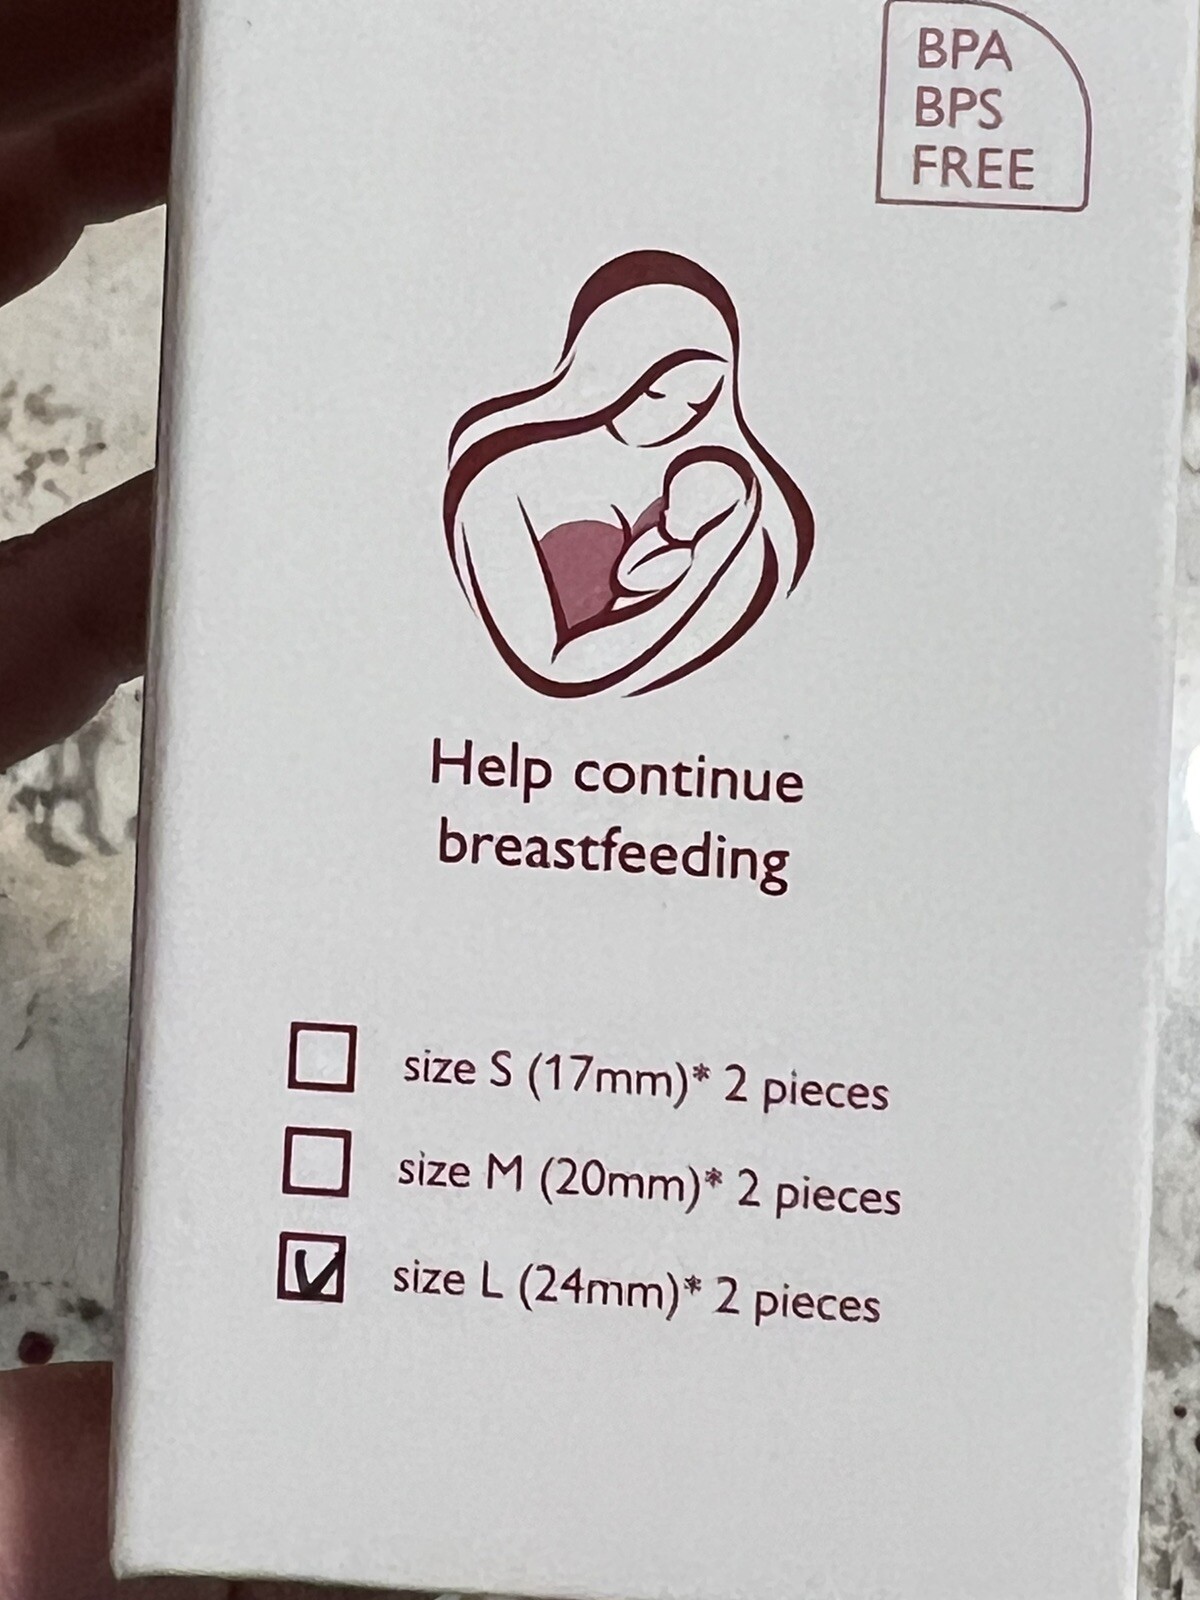 BPA
BPS
FREE
Help continue
breastfeeding
size S (17mm)* 2 pieces
size M (20mm)* 2 pieces
size L (24mm)* 2 pieces